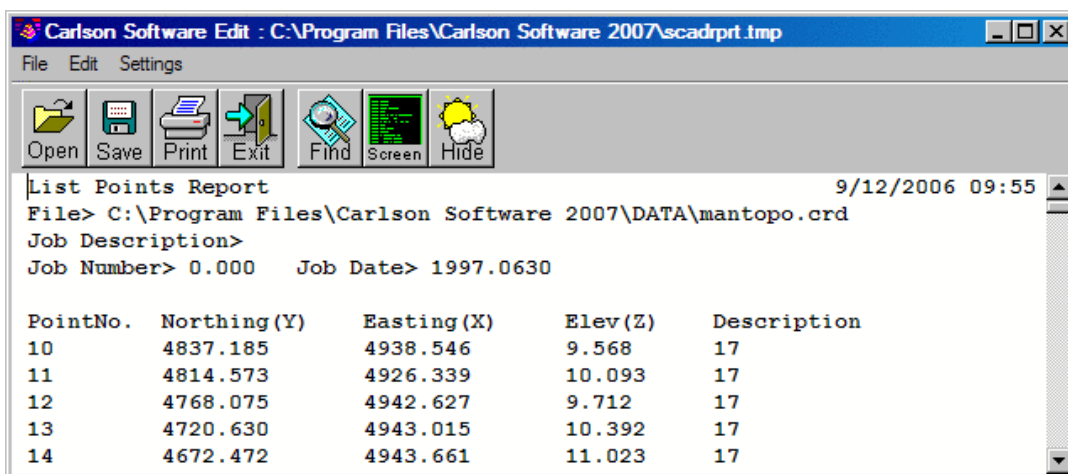 Carlson Software Edit : C:\Program Files\Carlson Software 2007\scadrprt.tmp
File Edit Settings
Open Save Print Exit Find Screen Hide
List Points Report 9/12/2006 09:55
File> C:\Program Files\Carlson Software 2007\DATA\mantopo.crd
Job Description>
Job Number> 0.000 Job Date> 1997.0630
PointNo. Northing(Y) Easting(X) Elev(Z) Description
10 4837.185 4938.546 9.568 17
11 4814.573 4926.339 10.093 17
12 4768.075 4942.627 9.712 17
13 4720.630 4943.015 10.392 17
14 4672.472 4943.661 11.023 17